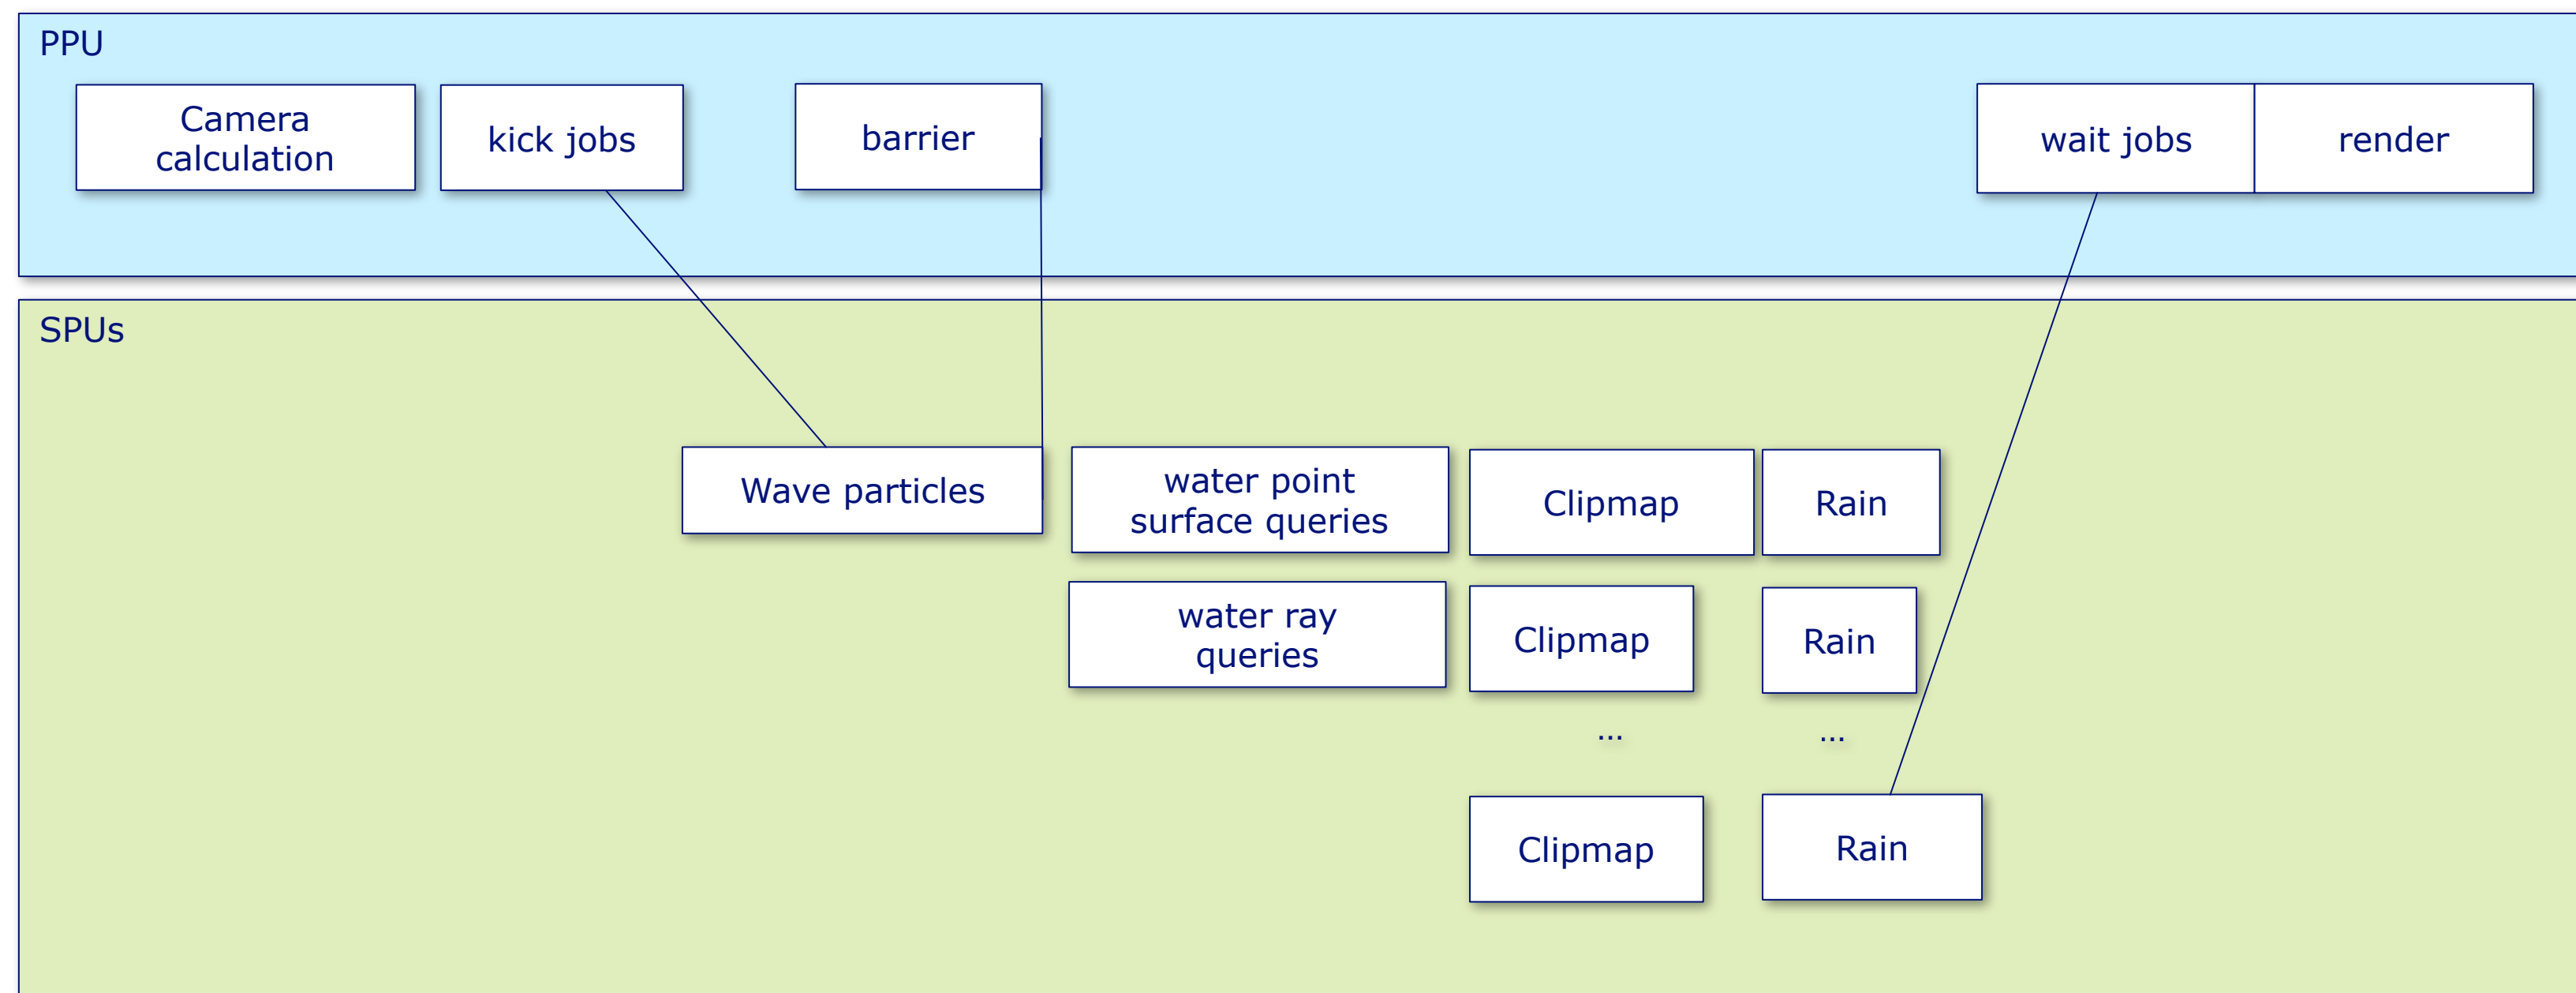 PPU
Camera
calculation
kick jobs
barrier
wait jobs
render
SPUs
Wave particles
water point
surface queries
Clipmap
Rain
water ray
queries
Clipmap
Rain
...
...
Clipmap
Rain